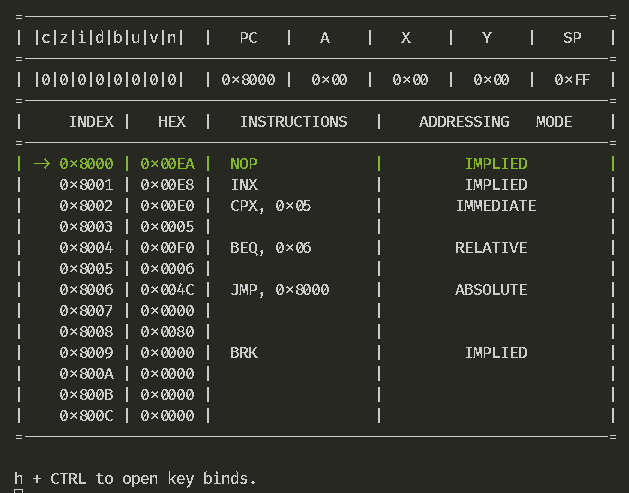 | |c|z|i|d|b|u|v|n| | PC | A | X | Y | SP |
| |0|0|0|0|0|0|0|0| | 0×8000 | 0×00 | 0×00 | 0×00 | 0×FF |
| INDEX | HEX | INSTRUCTIONS | ADDRESSING MODE |
| -> 0×8000 | 0×00EA | NOP | IMPLIED |
| 0×8001 | 0×00E8 | INX | IMPLIED |
| 0×8002 | 0×00E0 | CPX, 0×05 | IMMEDIATE |
| 0×8003 | 0×0005 | | |
| 0×8004 | 0×00F0 | BEQ, 0×06 | RELATIVE |
| 0×8005 | 0×0006 | | |
| 0×8006 | 0×004C | JMP, 0×8000 | ABSOLUTE |
| 0×8007 | 0×0000 | | |
| 0×8008 | 0×0080 | | |
| 0×8009 | 0×0000 | BRK | IMPLIED |
| 0×800A | 0×0000 | | |
| 0×800B | 0×0000 | | |
| 0×800C | 0×0000 | | |
h + CTRL to open key binds.